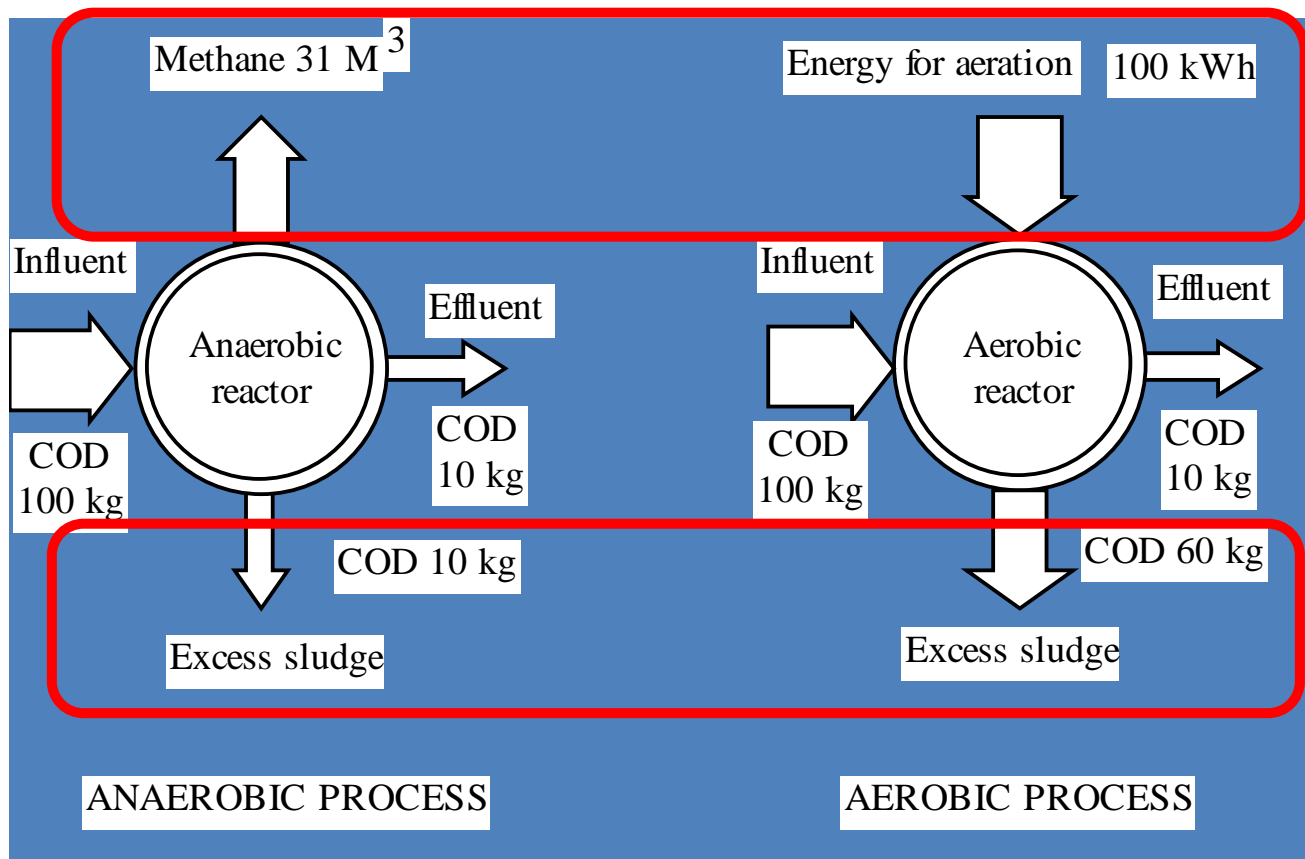 Methane 31 M 3
Energy for aeration 100 kWh
Influent
Effluent
Anaerobic
reactor
COD
100 kg
COD
10 kg
COD 10 kg
Excess sludge
ANAEROBIC PROCESS
Influent
Effluent
Aerobic
reactor
COD
100 kg
COD
10 kg
COD 60 kg
Excess sludge
AEROBIC PROCESS